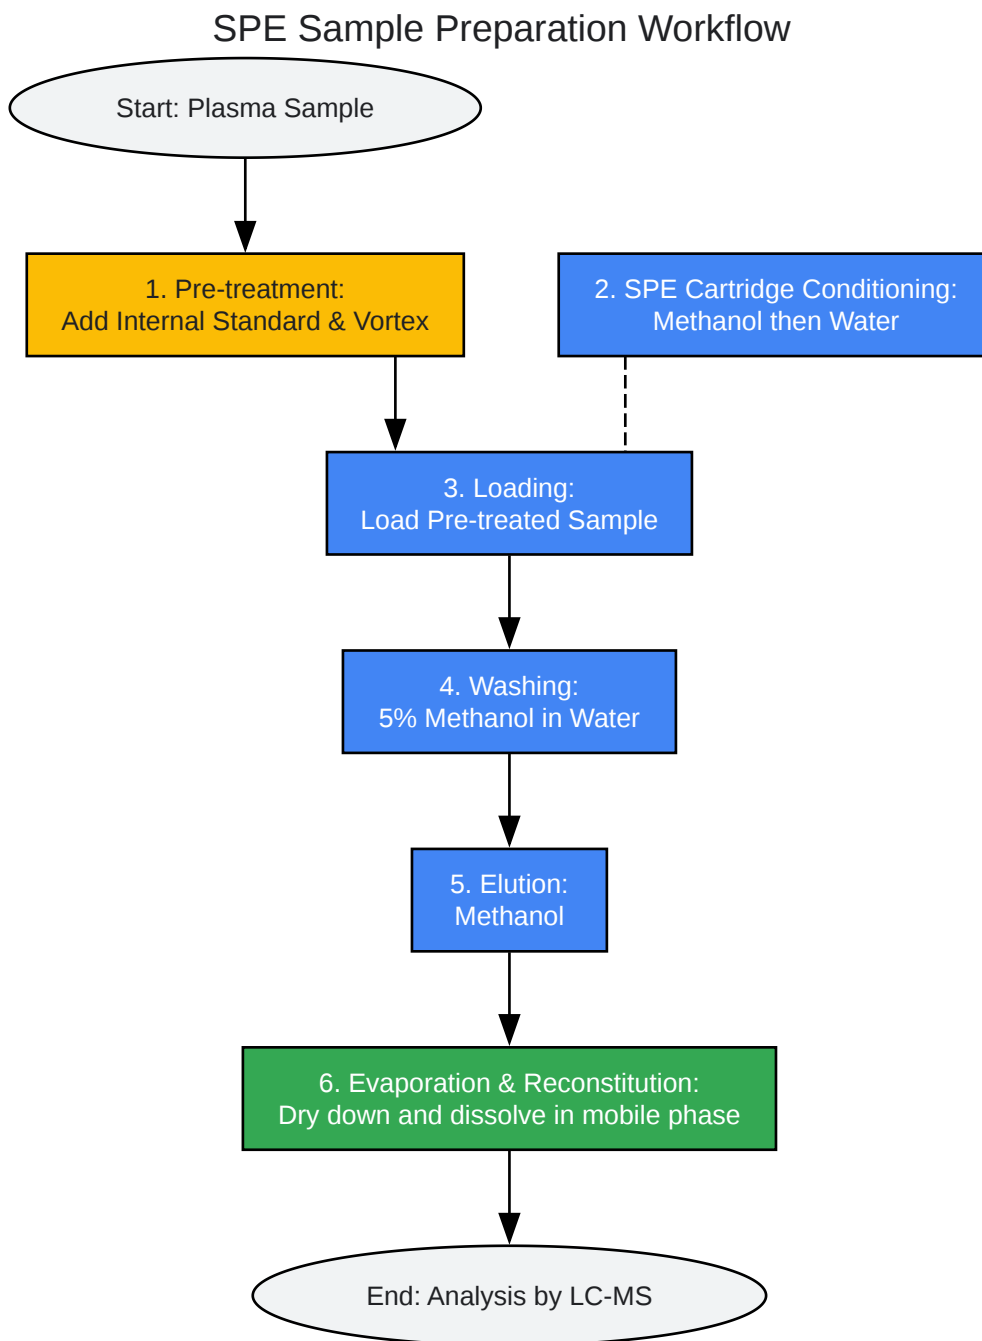 SPE Sample Preparation Workflow
Start: Plasma Sample
1. Pre-treatment:
Add Internal Standard & Vortex
2. SPE Cartridge Conditioning:
Methanol then Water
3. Loading:
Load Pre-treated Sample
4. Washing:
5% Methanol in Water
5. Elution:
Methanol
6. Evaporation & Reconstitution:
Dry down and dissolve in mobile phase
End: Analysis by LC-MS